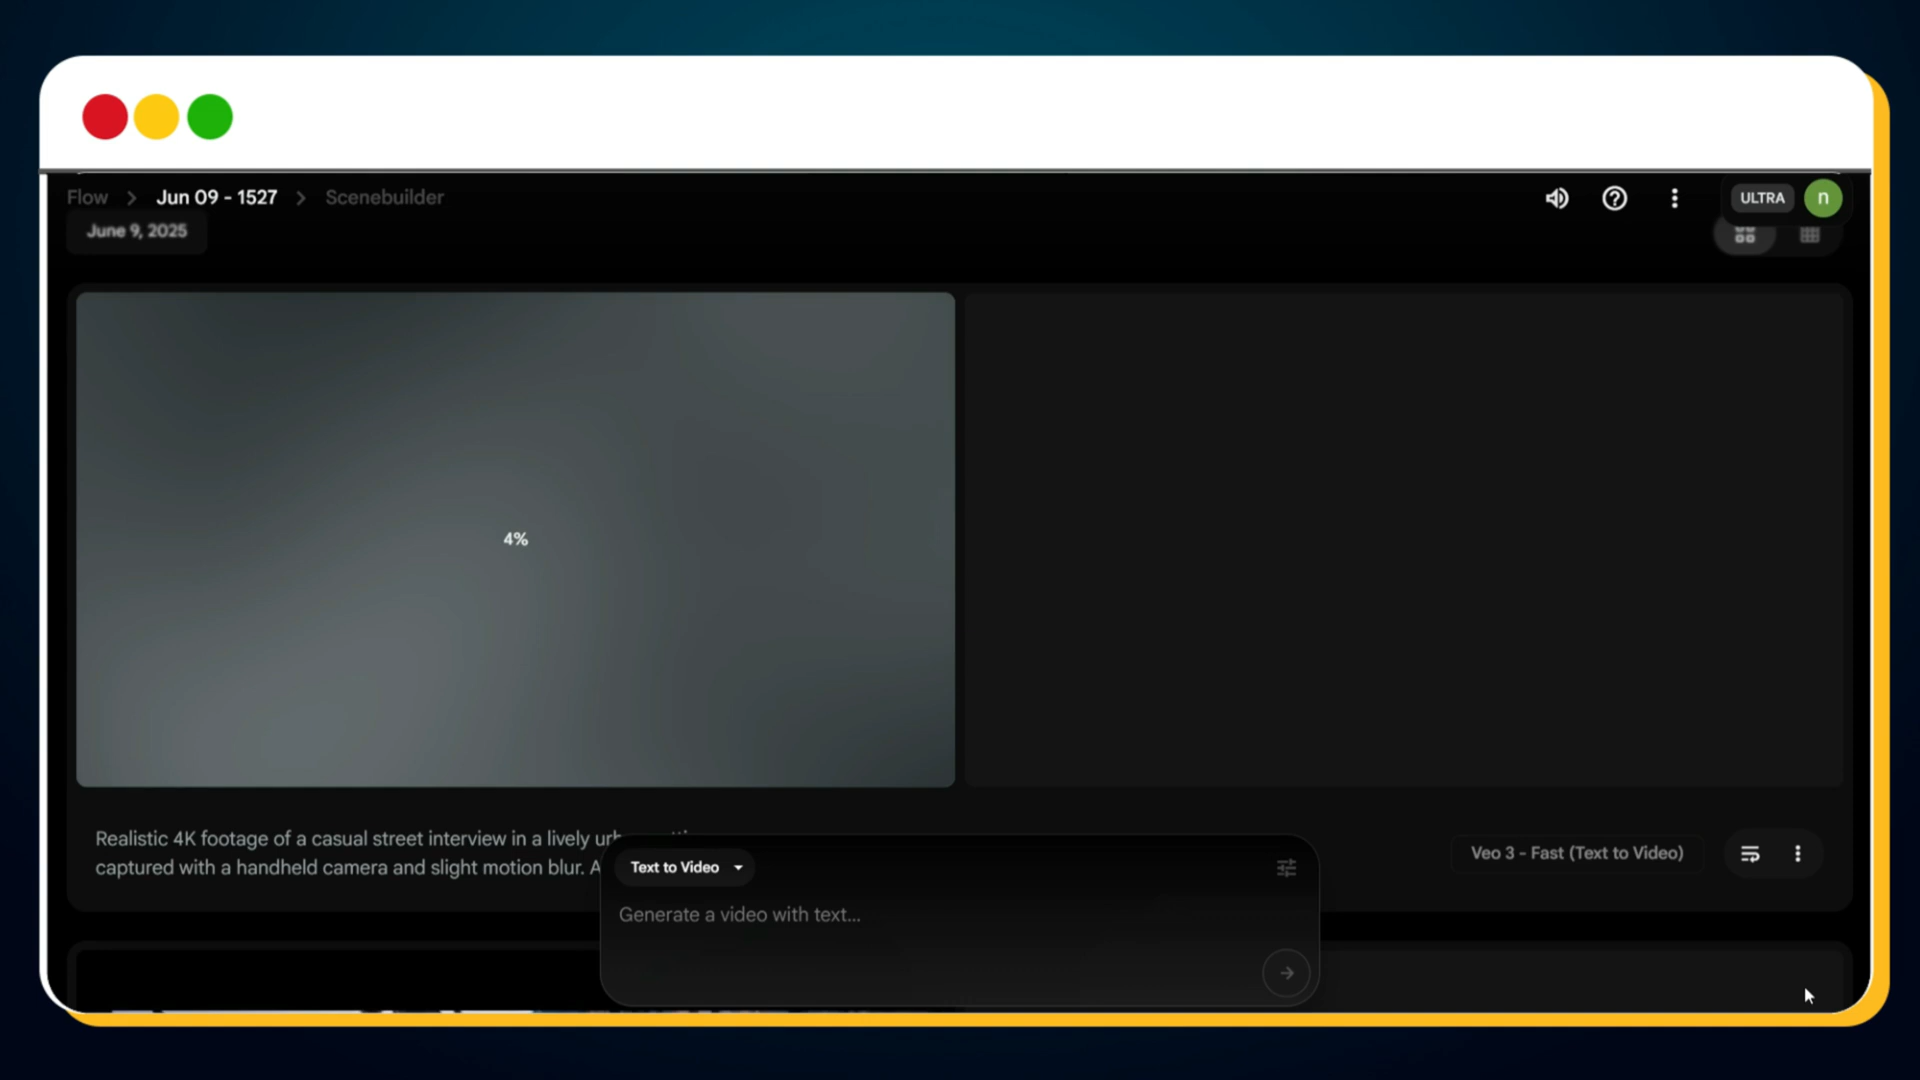 Flow > Jun 09 - 1527 > Scenebuilder
ULTRA n
June 9, 2025
4%
Realistic 4K footage of a casual street interview in a lively
captured with a handheld camera and slight motion blur. A
Veo 3 - Fast (Text to Video)
Text to Video
Generate a video with text...